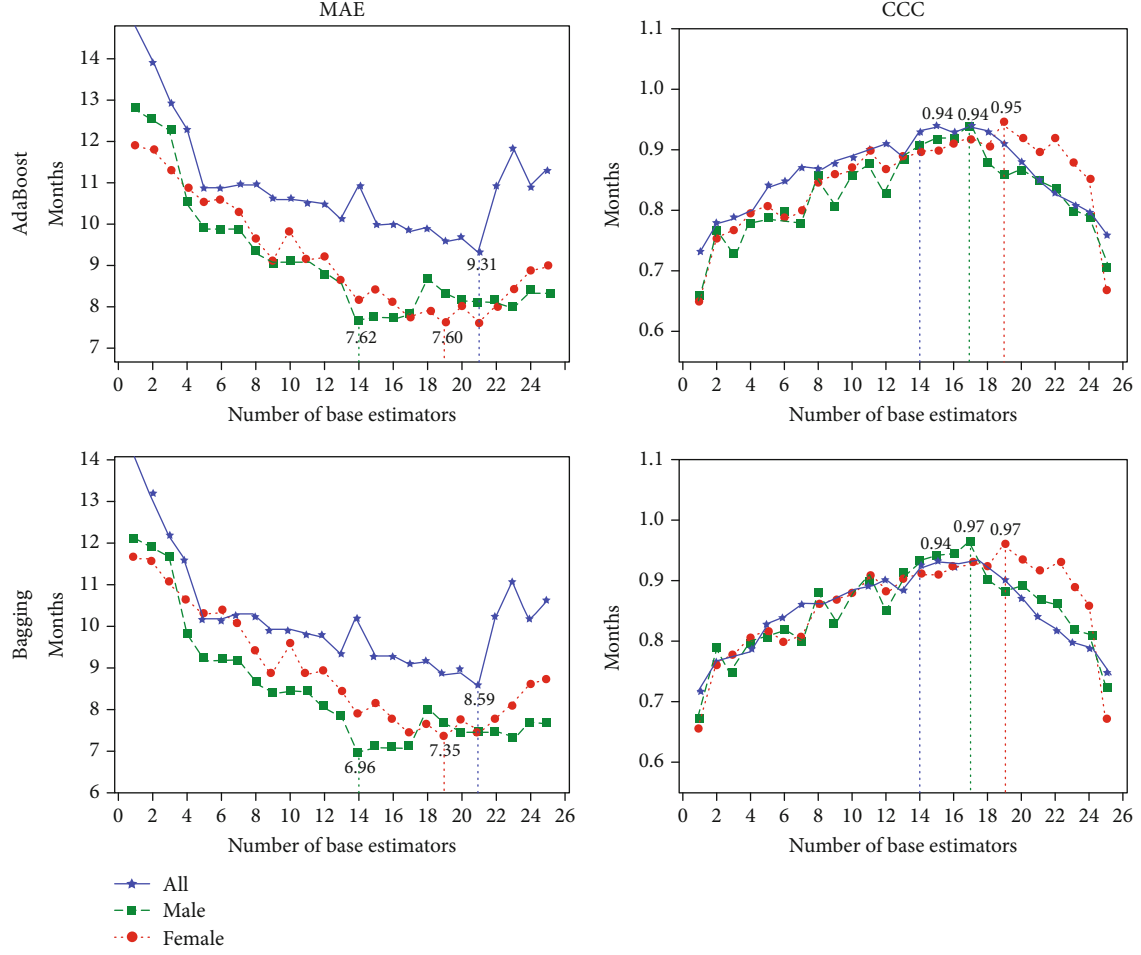 MAE
CCC
AdaBoost
Months
14
13
12
11
10
9
8
7
9.31
7.62
7.60
0 2 4 6 8 10 12 14 16 18 20 22 24
Number of base estimators
Months
1.1
1.0
0.9
0.8
0.7
0.6
0.94 0.94 0.95
0 2 4 6 8 10 12 14 16 18 20 22 24 26
Number of base estimators
Bagging
Months
14
13
12
11
10
9
8
7
6
8.59
7.35
6.96
0 2 4 6 8 10 12 14 16 18 20 22 24 26
Number of base estimators
Months
1.1
1.0
0.9
0.8
0.7
0.6
0.94 0.97 0.97
0 2 4 6 8 10 12 14 16 18 20 22 24 26
Number of base estimators
All
Male
Female